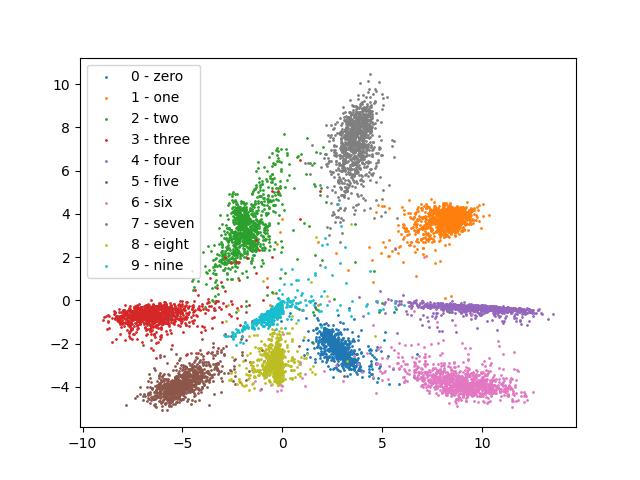 0 - zero
1 - one
2 - two
3 - three
4 - four
5 - five
6 - six
7 - seven
8 - eight
9 - nine
10
8
6
4
2
0
−2
−4
−10
−5
0
5
10